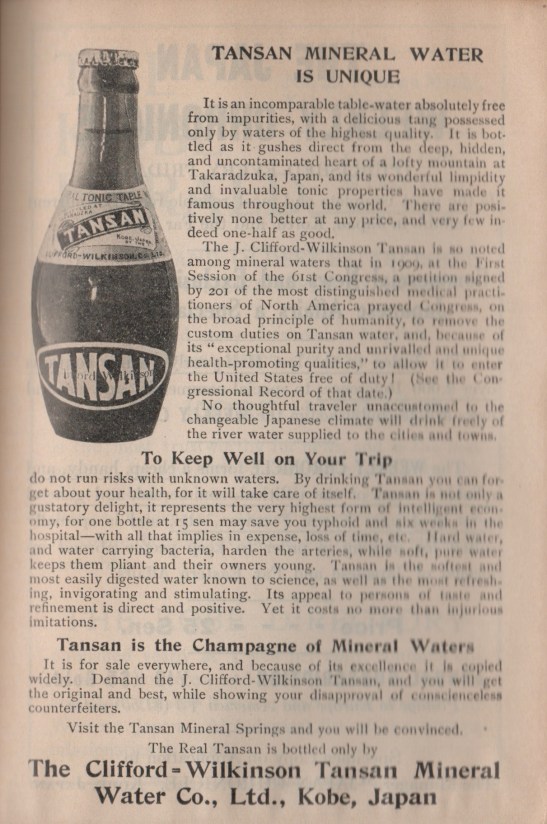 TANSAN MINERAL WATER
IS UNIQUE
It is an incomparable table-water absolutely free
from impurities, with a delicious tang possessed
only by waters of the highest quality. It is bot-
tled as it gushes direct from the deep, hidden,
and uncontaminated heart of a lofty mountain at
Takaradzuka, Japan, and its wonderful limpidity
and invaluable tonic properties have made it
famous throughout the world. There are posi-
tively none better at any price, and very few in-
deed one-half as good.
The J. Clifford-Wilkinson Tansan is so noted
among mineral waters that in 1909, at the First
Session of the 61st Congress, a petition signed
by 201 of the most distinguished medical practi-
tioners of North America prayed Congress, on
the broad principle of humanity, to remove the
custom duties on Tansan water, and, because of
its "exceptional purity and unrivalled and unique
health-promoting qualities," to allow it to enter
the United States free of duty! (See the Con-
gressional Record of that date.)
No thoughtful traveler unaccustomed to the
changeable Japanese climate will drink freely of
the river water supplied to the cities and towns.
TONIC TABLE
TANSAN
CLIFFORD-WILKINSON.CO.LTD.
TANSAN
Clifford-Wilkinson
To Keep Well on Your Trip
do not run risks with unknown waters. By drinking Tansan you can for-
get about your health, for it will take care of itself. Tansan is not only a
gustatory delight, it represents the very highest form of intelligent econ-
omy, for one bottle at 15 sen may save you typhoid and six weeks in the
hospital—with all that implies in expense, loss of time, etc. Hard water,
and water carrying bacteria, harden the arteries, while soft, pure water
keeps them pliant and their owners young. Tansan is the softest and
most easily digested water known to science, as well as the most refresh-
ing, invigorating and stimulating. Its appeal to persons of taste and
refinement is direct and positive. Yet it costs no more than injurious
imitations.
Tansan is the Champagne of Mineral Waters
It is for sale everywhere, and because of its excellence it is copied
widely. Demand the J. Clifford-Wilkinson Tansan, and you will get
the original and best, while showing your disapproval of conscienceless
counterfeiters.
Visit the Tansan Mineral Springs and you will be convinced.
The Real Tansan is bottled only by
The Clifford=Wilkinson Tansan Mineral
Water Co., Ltd., Kobe, Japan